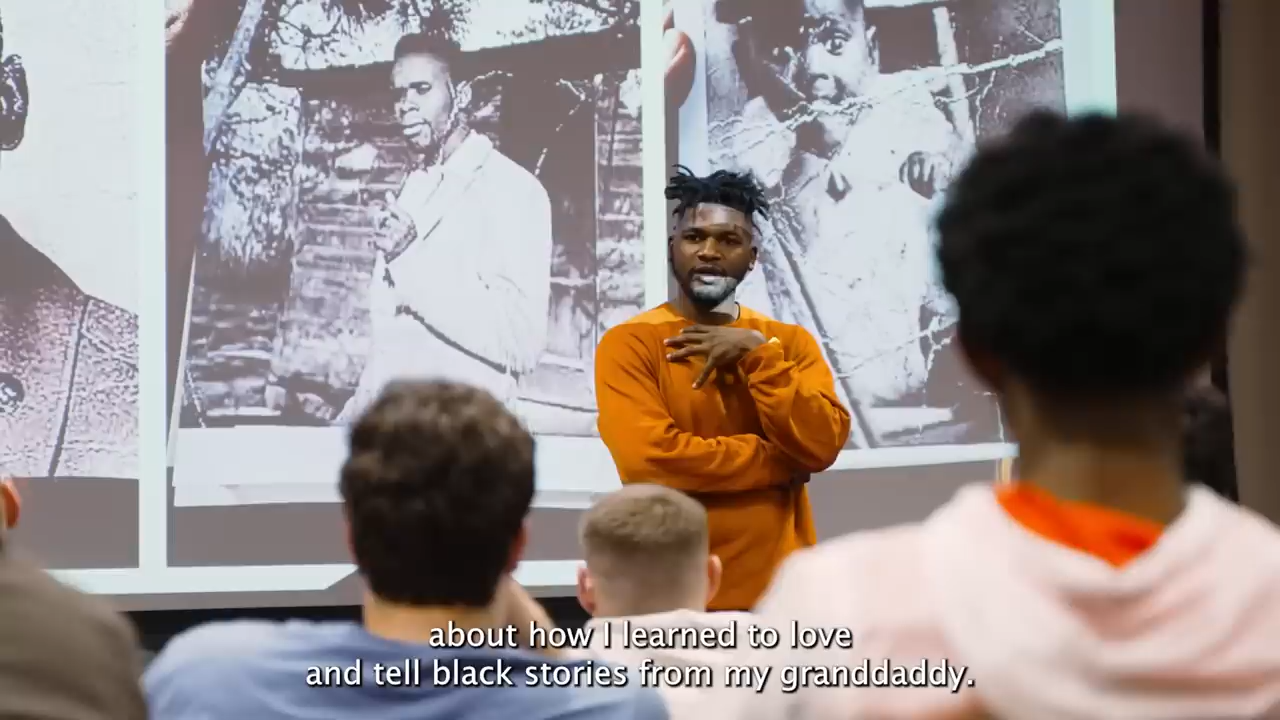 about how I learned to love
and tell black stories from my granddaddy.